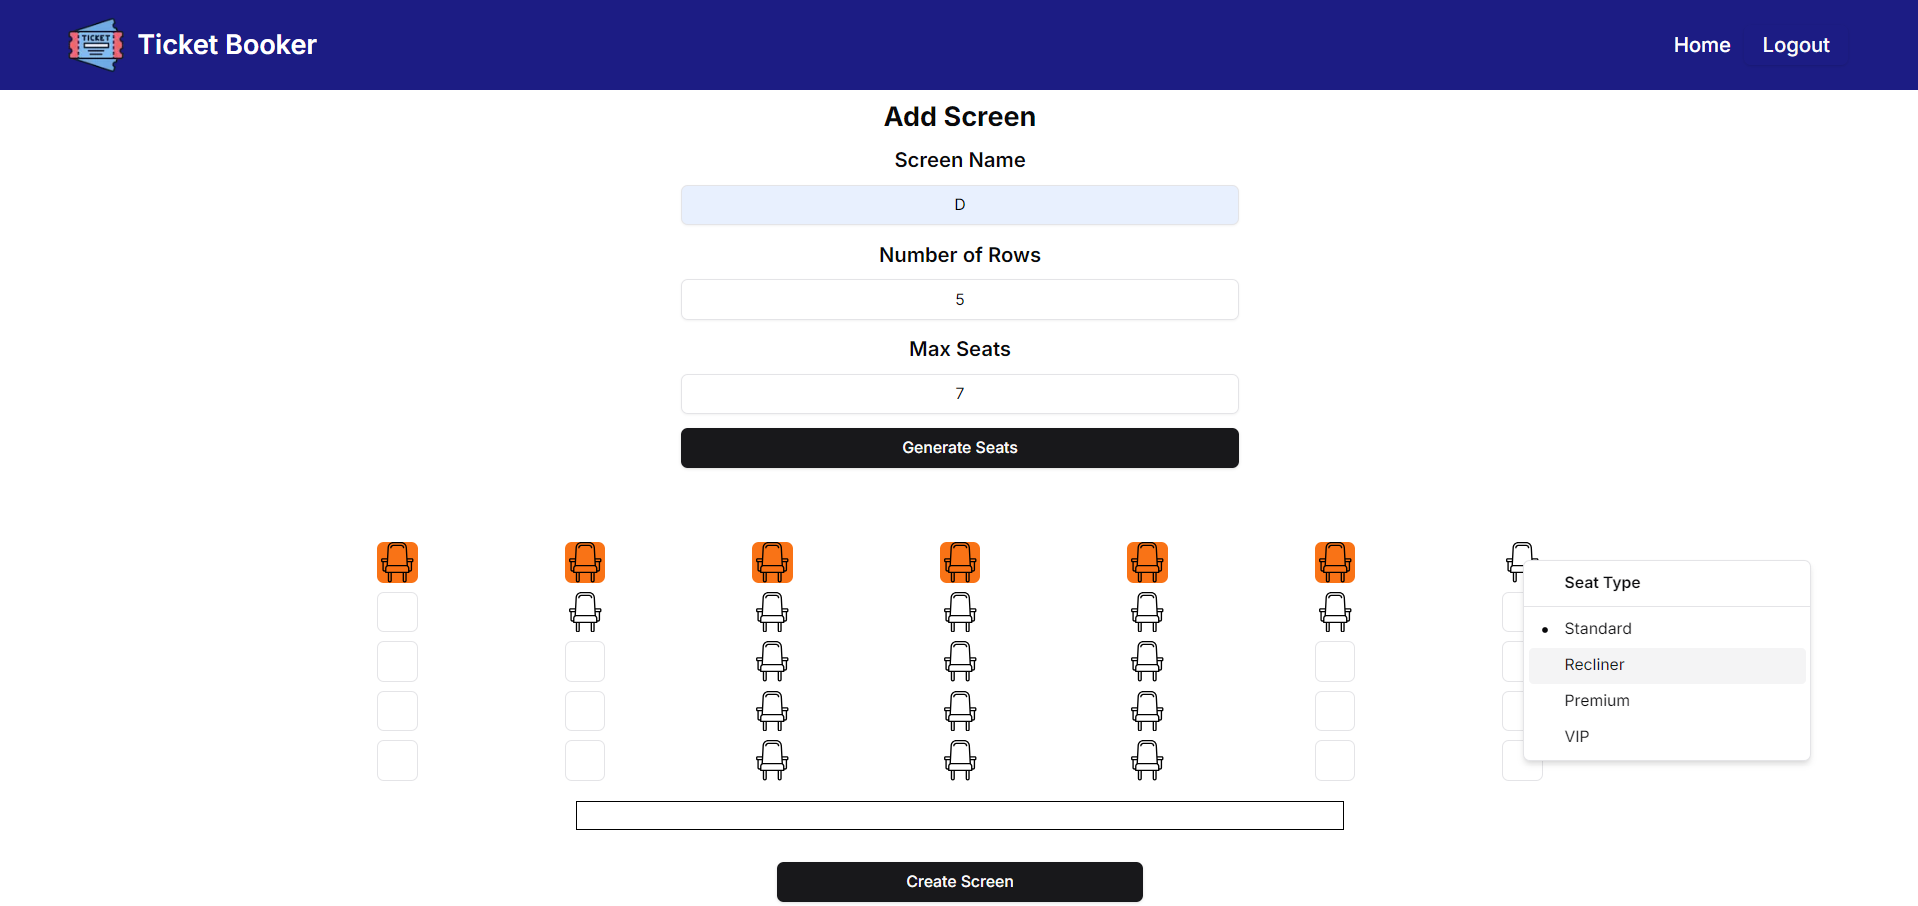 TICKET
Ticket Booker
Home
Logout
Add Screen
Screen Name
D
Number of Rows
5
Max Seats
7
Generate Seats
Seat Type
Standard
Recliner
Premium
VIP
Create Screen